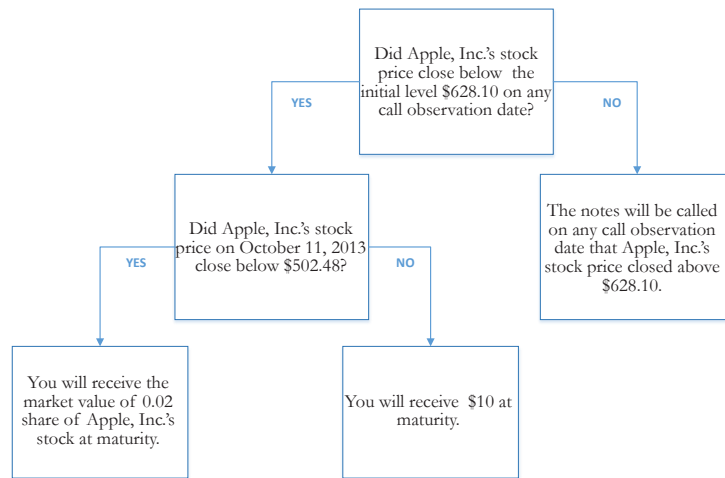 Did Apple, Inc.'s stock
price close below the
initial level $628.10 on any
call observation date?
YES
NO
Did Apple, Inc.'s stock
price on October 11, 2013
close below $502.48?
The notes will be called
on any call observation
date that Apple, Inc.'s
stock price closed above
$628.10.
YES
NO
You will receive the
market value of 0.02
share of Apple, Inc.'s
stock at maturity.
You will receive $10 at
maturity.